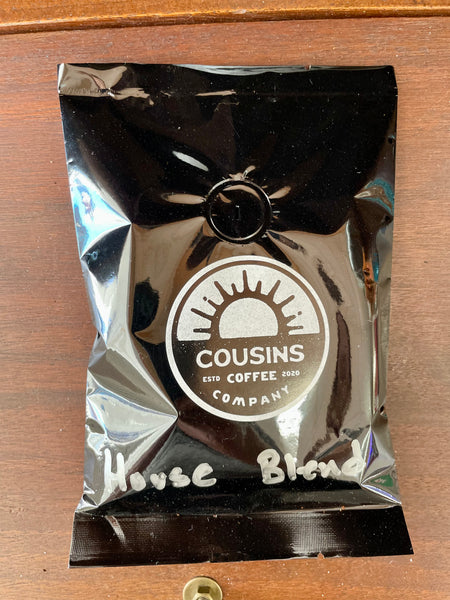 COUSINS
ESTD COFFEE 2020
COMPANY
House Blend